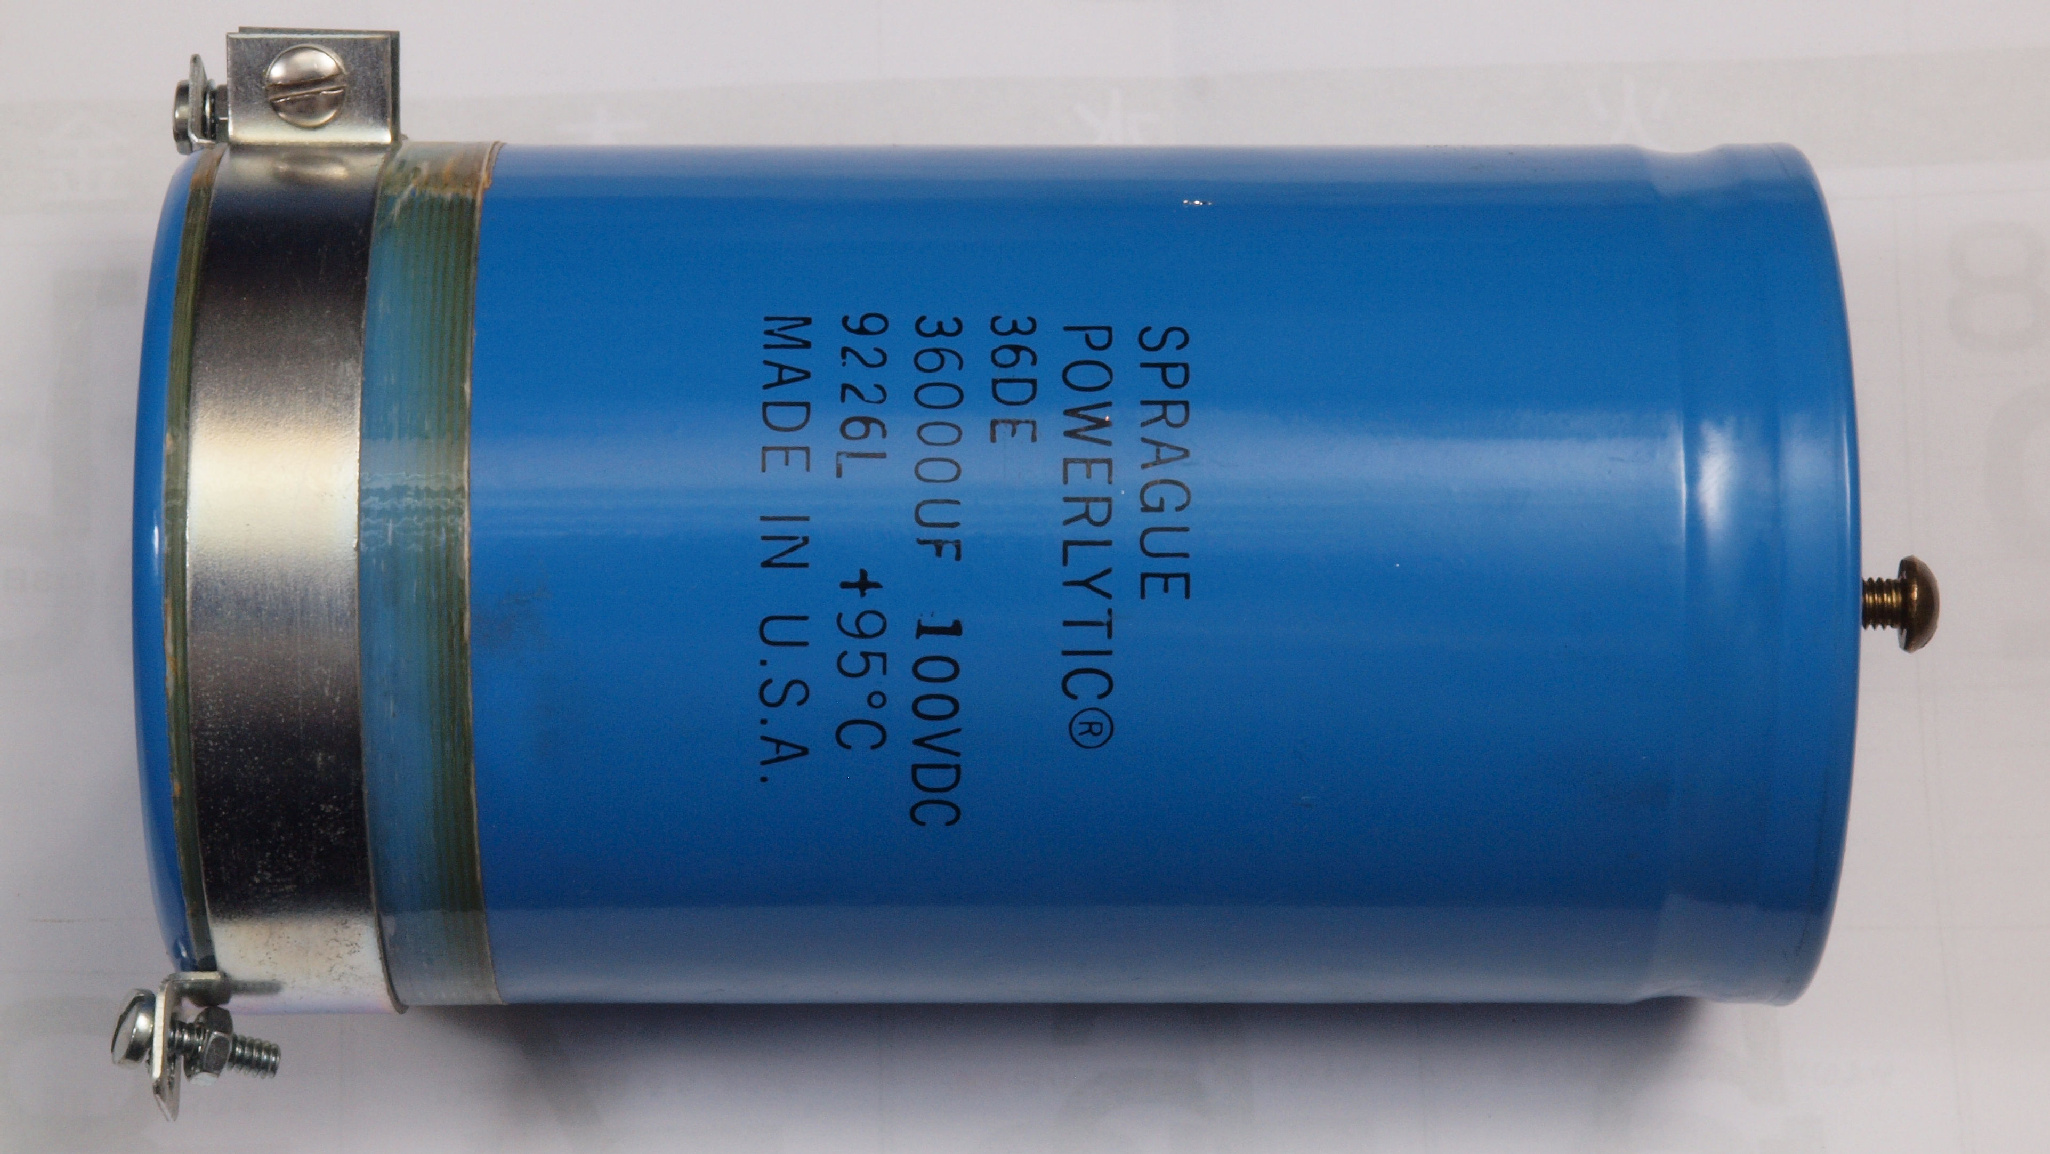 SPRAGUE
POWERLYTIC®
36DE
36000UF 100VDC
9226L +95°C
MADE IN U.S.A.